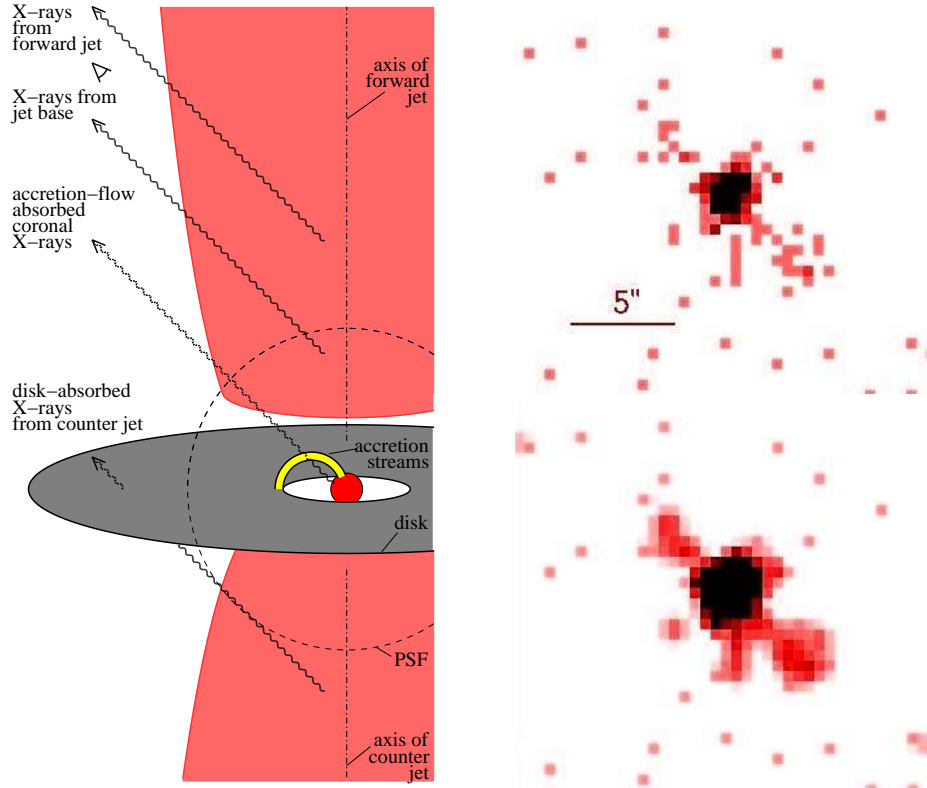 X−rays
from
forward jet
X−rays from
jet base
accretion−flow
absorbed
coronal
X−rays
disk−absorbed
X−rays
from counter jet
axis of
forward
jet
accretion
streams
disk
PSF
axis of
counter
jet
5"